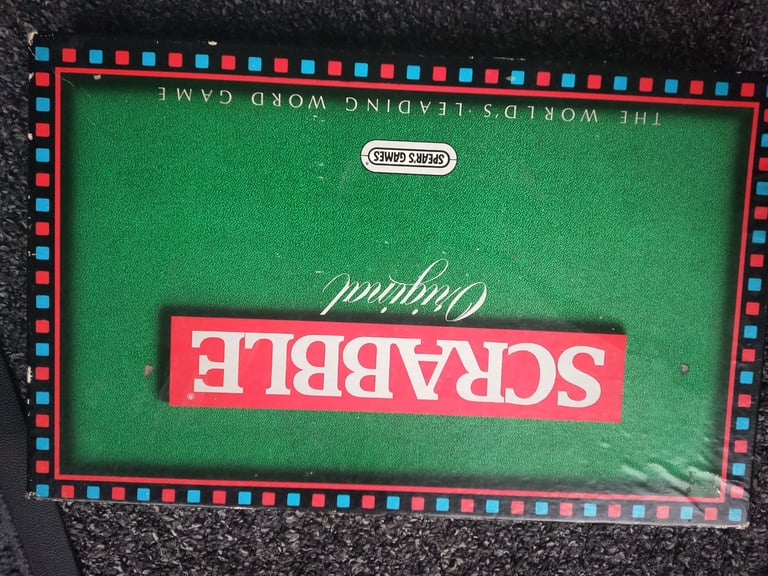 SCRABBLE®
Original
SPEAR'S GAMES
THE WORLD'S LEADING WORD GAME